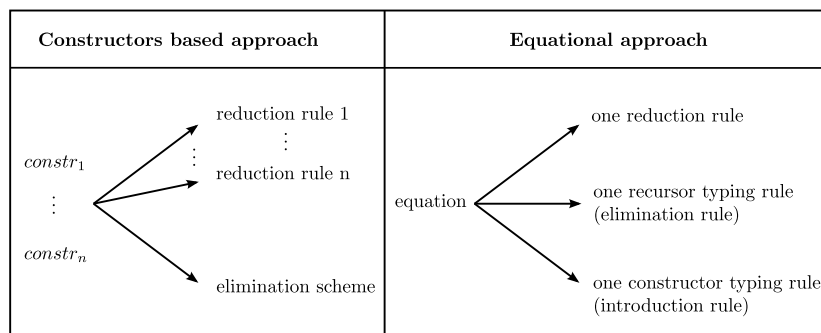 Constructors based approach
Equational approach
constr₁
⋮
constrₙ
reduction rule 1
⋮ ⋮
reduction rule n
elimination scheme
equation
one reduction rule
one recursor typing rule
(elimination rule)
one constructor typing rule
(introduction rule)